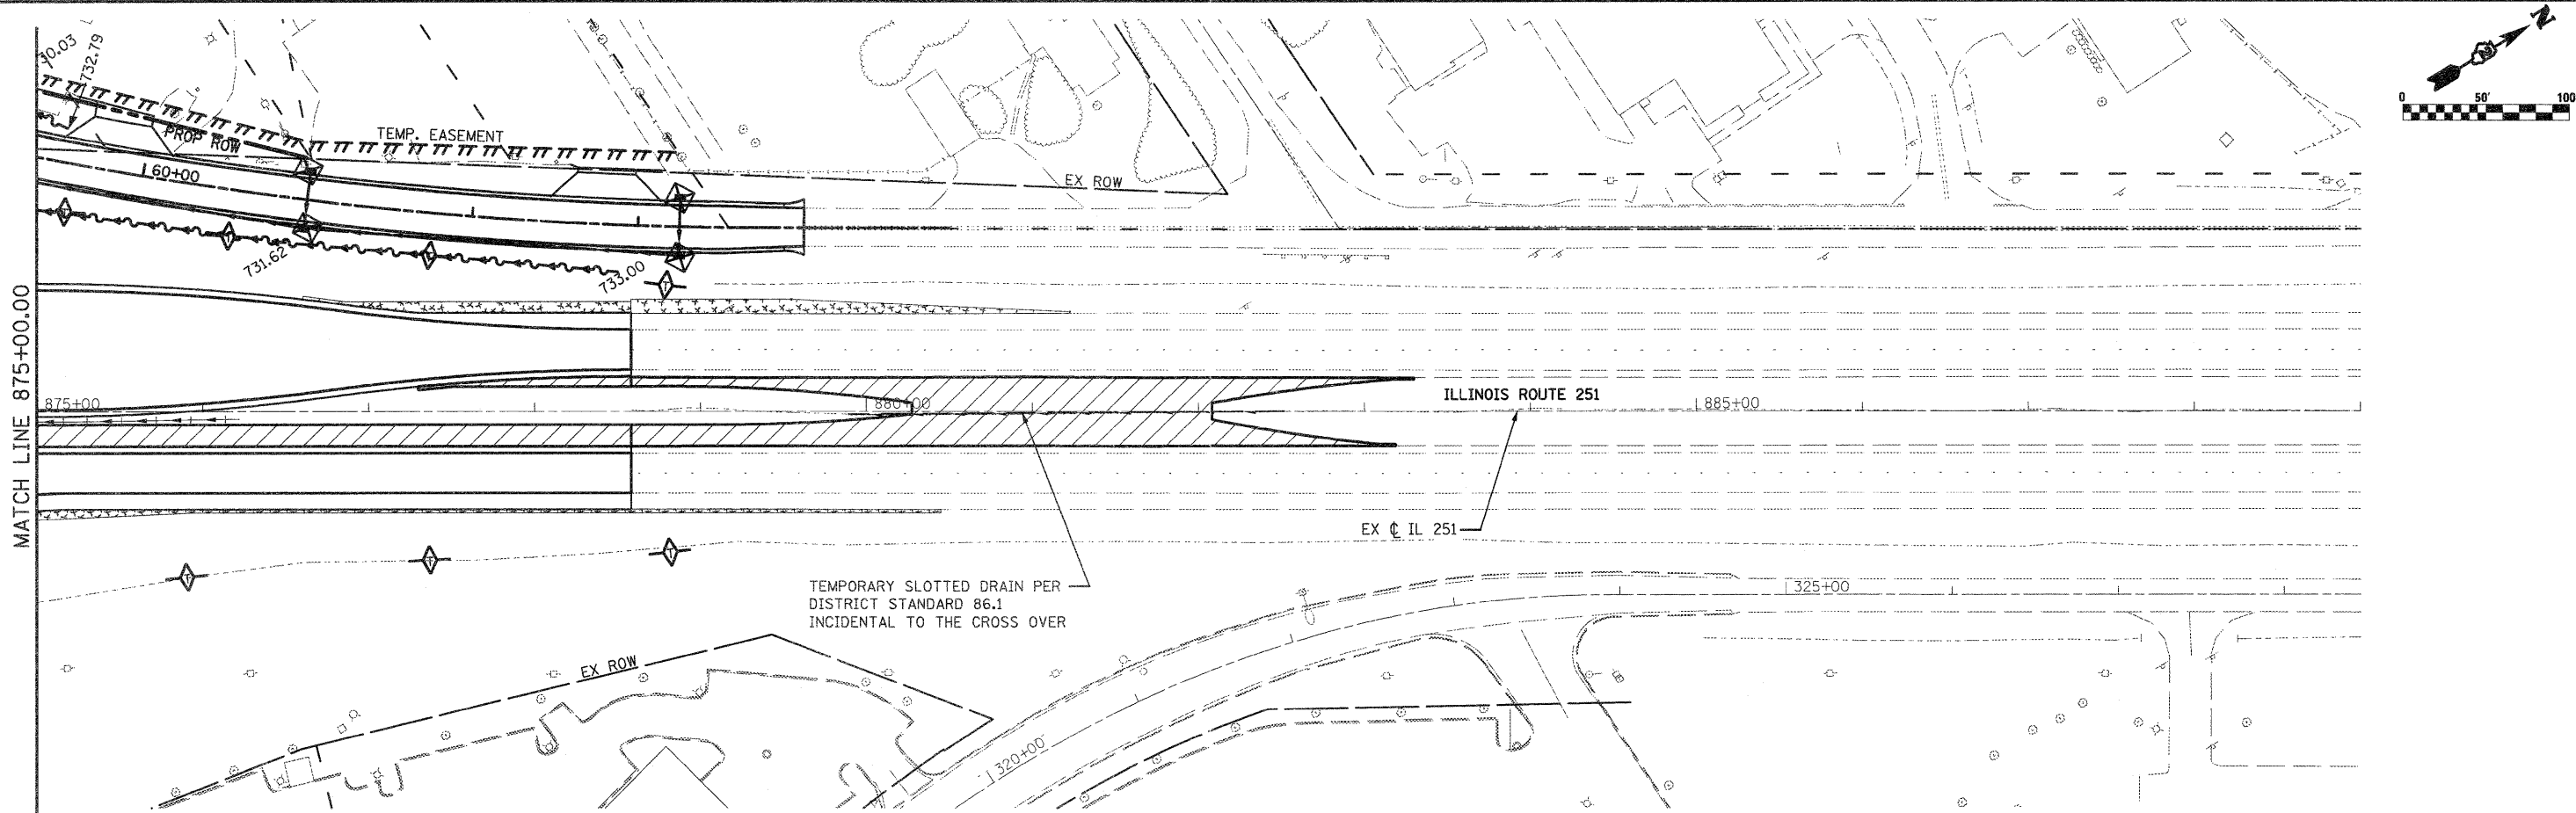 N
0 50' 100
30.03
732.79
PROP ROW
TEMP. EASEMENT
60+00
EX ROW
731.62
733.00
MATCH LINE 875+00.00
875+00
880+00
ILLINOIS ROUTE 251
885+00
EX ℄ IL 251
TEMPORARY SLOTTED DRAIN PER
DISTRICT STANDARD 86.1
INCIDENTAL TO THE CROSS OVER
325+00
EX ROW
320+00